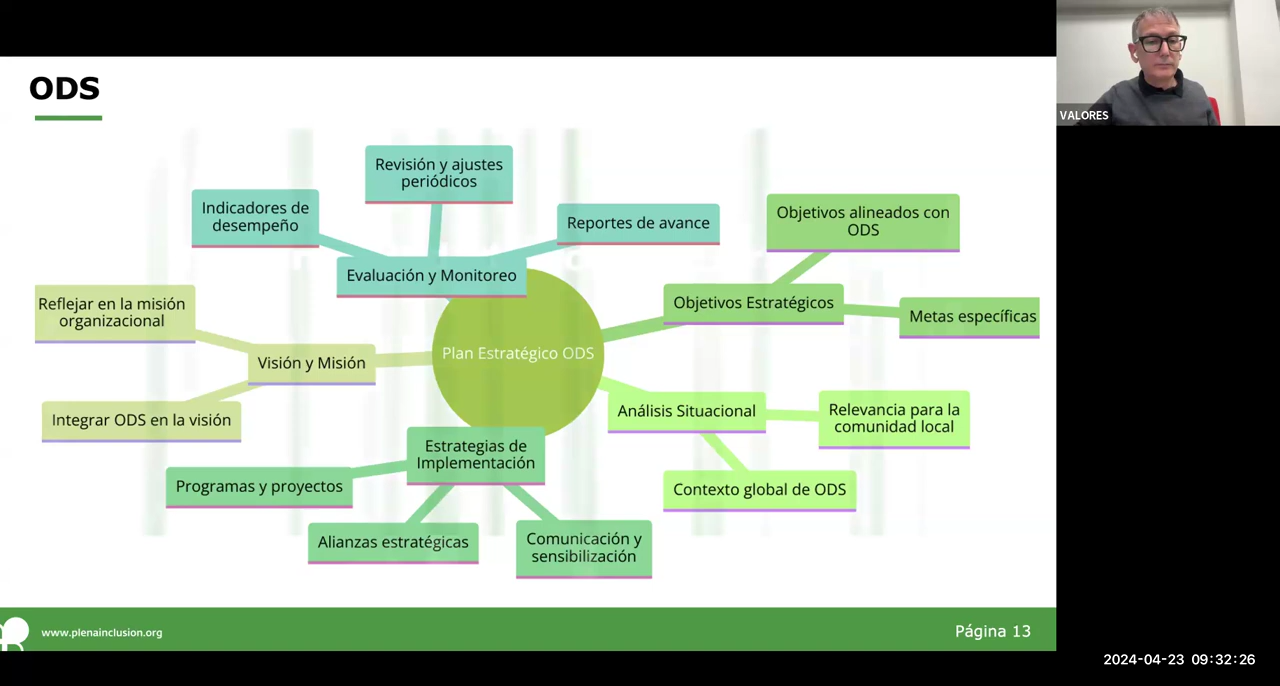 ODS
Revisión y ajustes
periódicos
Indicadores de
desempeño
Reportes de avance
Evaluación y Monitoreo
Objetivos alineados con
ODS
Objetivos Estratégicos
Metas específicas
Reflejar en la misión
organizacional
Visión y Misión
Integrar ODS en la visión
Plan Estratégico ODS
Análisis Situacional
Relevancia para la
comunidad local
Contexto global de ODS
Estrategias de
Implementación
Programas y proyectos
Alianzas estratégicas
Comunicación y
sensibilización
www.plenainclusion.org
Página 13
VALORES
2024-04-23 09:32:26